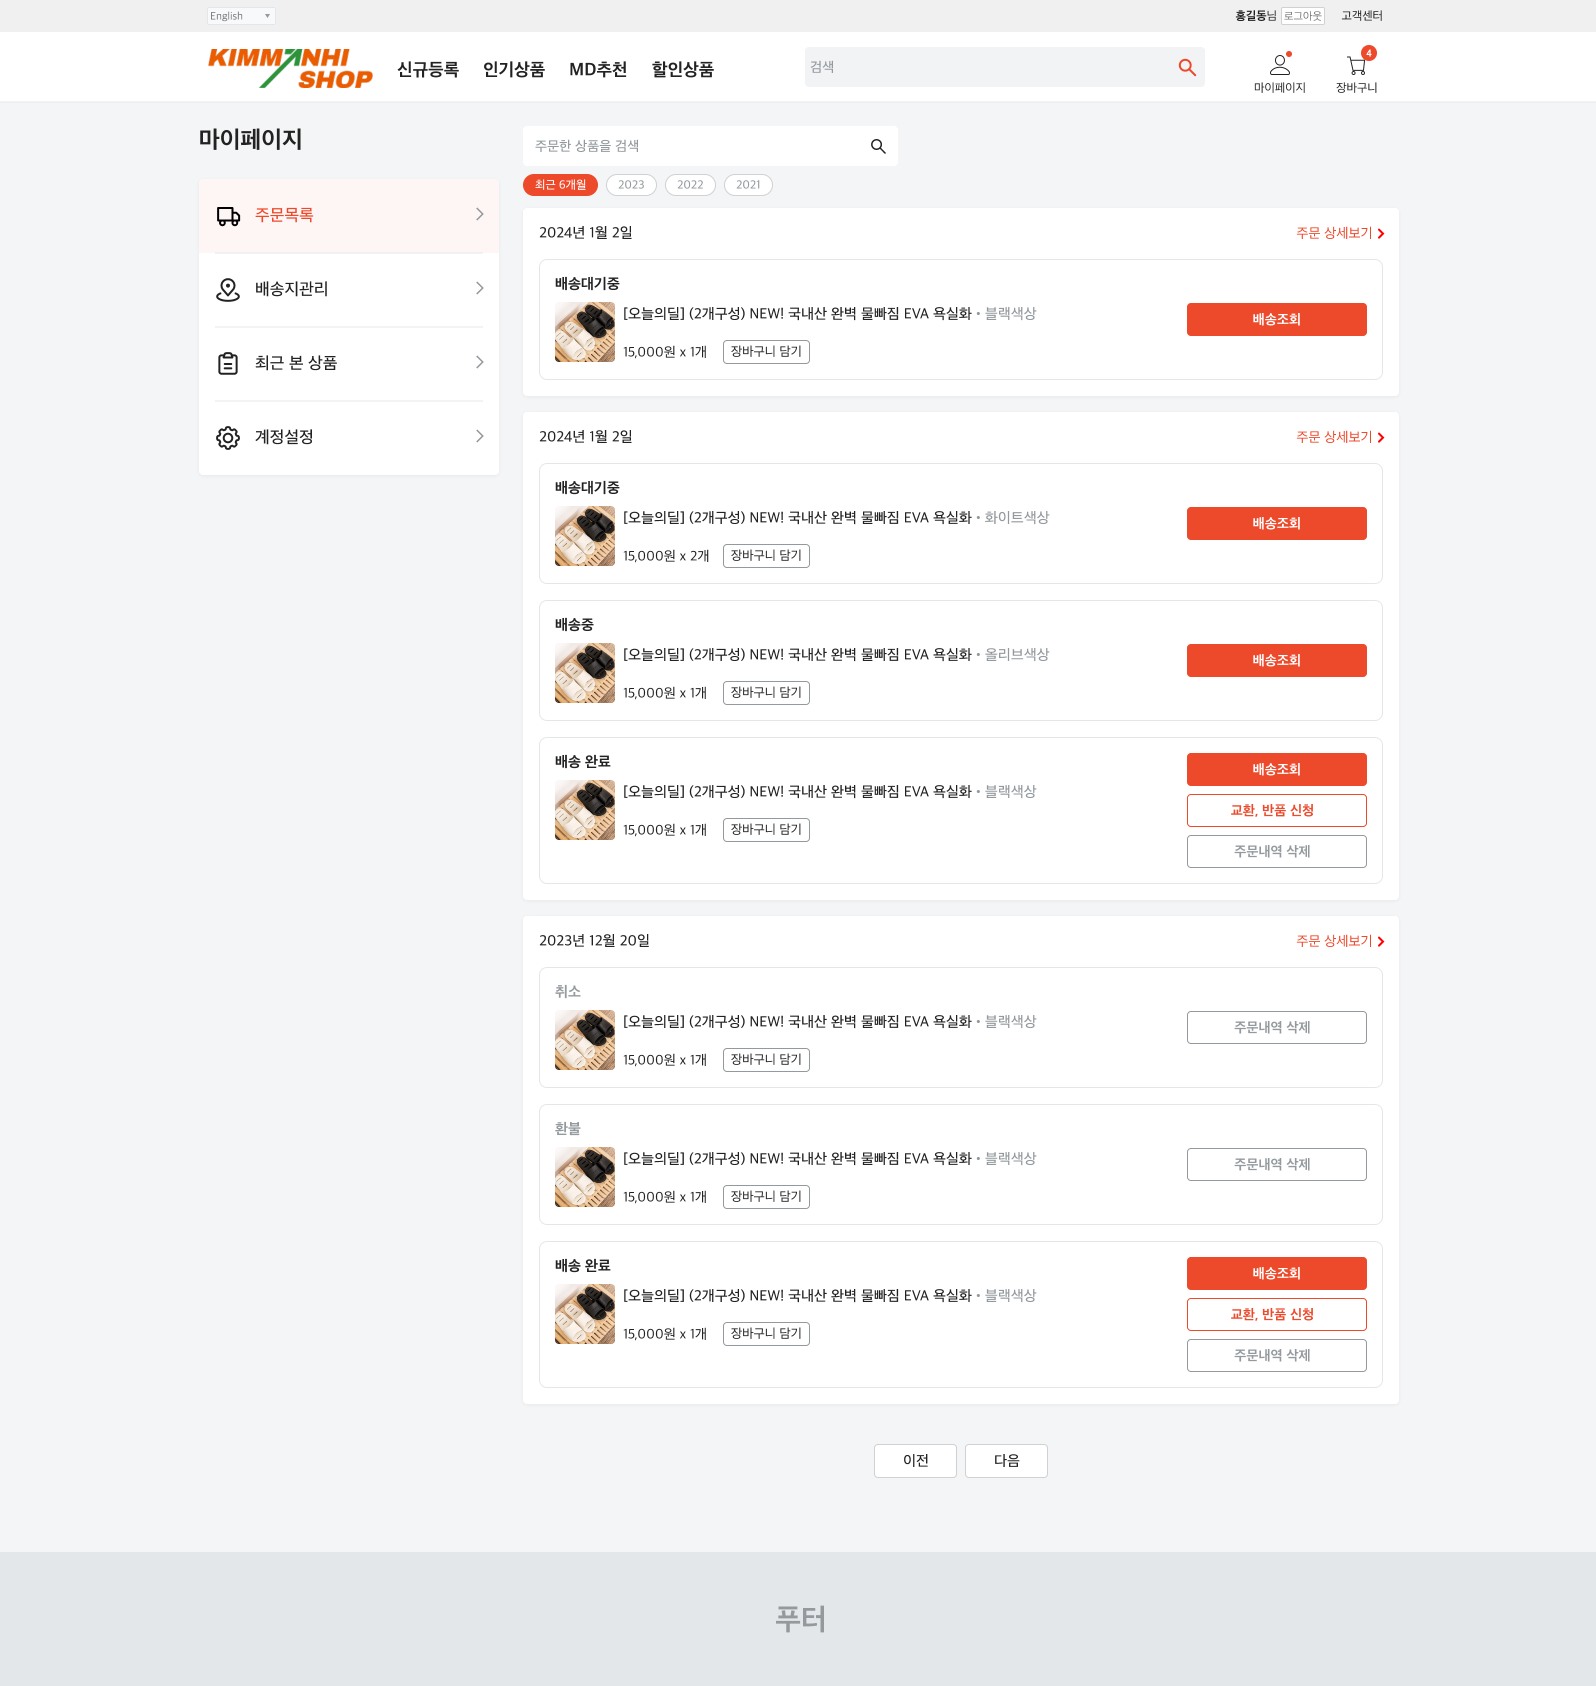 English
홍길동님 로그아웃 고객센터
KIMMANHI
SHOP
신규등록 인기상품 MD추천 할인상품
검색
마이페이지
4
장바구니
마이페이지
주문목록
배송지관리
최근 본 상품
계정설정
주문한 상품을 검색
최근 6개월 2023 2022 2021
2024년 1월 2일 주문 상세보기
배송대기중
[오늘의딜] (2개구성) NEW! 국내산 완벽 물빠짐 EVA 욕실화 • 블랙색상
배송조회
15,000원 x 1개 장바구니 담기
2024년 1월 2일 주문 상세보기
배송대기중
[오늘의딜] (2개구성) NEW! 국내산 완벽 물빠짐 EVA 욕실화 • 화이트색상
배송조회
15,000원 x 2개 장바구니 담기
배송중
[오늘의딜] (2개구성) NEW! 국내산 완벽 물빠짐 EVA 욕실화 • 올리브색상
배송조회
15,000원 x 1개 장바구니 담기
배송 완료
[오늘의딜] (2개구성) NEW! 국내산 완벽 물빠짐 EVA 욕실화 • 블랙색상
15,000원 x 1개 장바구니 담기
배송조회
교환, 반품 신청
주문내역 삭제
2023년 12월 20일 주문 상세보기
취소
[오늘의딜] (2개구성) NEW! 국내산 완벽 물빠짐 EVA 욕실화 • 블랙색상
주문내역 삭제
15,000원 x 1개 장바구니 담기
환불
[오늘의딜] (2개구성) NEW! 국내산 완벽 물빠짐 EVA 욕실화 • 블랙색상
주문내역 삭제
15,000원 x 1개 장바구니 담기
배송 완료
[오늘의딜] (2개구성) NEW! 국내산 완벽 물빠짐 EVA 욕실화 • 블랙색상
15,000원 x 1개 장바구니 담기
배송조회
교환, 반품 신청
주문내역 삭제
이전 다음
푸터